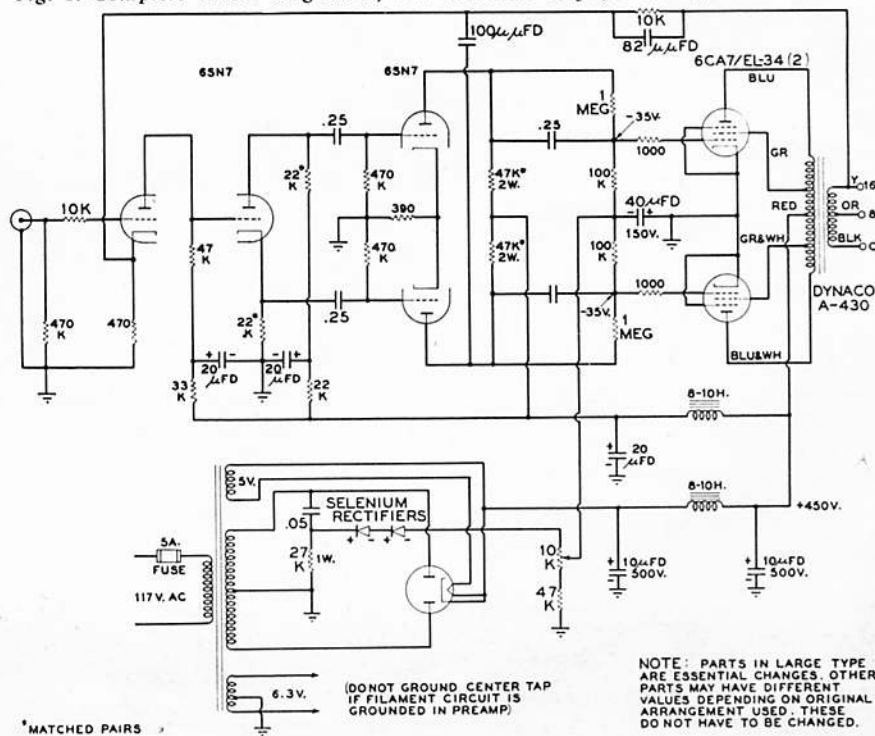 10K
100μμFD
82 μμFD
6SN7
6SN7
6CA7/EL-34 (2)
BLU
.25
1 MEG
-35V.
.25
1000
GR
22* K
470 K
47K* 2W.
100 K
10K
390
40μFD
150V.
RED
Y 16
OR 8
BLK 0
47 K
470 K
47K* 2W.
100 K
GR&WH
DYNACO
A-430
.25
1000
-35V.
470 K
470
22* K
1 MEG
BLU&WH
20 μFD
20 μFD
33 K
22 K
8-10H.
20 μFD
5V.
8-10H.
+450V.
SELENIUM
RECTIFIERS
.05
5A.
FUSE
27 K
1W.
10 K
10μFD
500V.
10μFD
500V.
117 V. AC
47 K
6.3V.
(DO NOT GROUND CENTER TAP
IF FILAMENT CIRCUIT IS
GROUNDED IN PREAMP)
NOTE: PARTS IN LARGE TYPE
ARE ESSENTIAL CHANGES. OTHER
PARTS MAY HAVE DIFFERENT
VALUES DEPENDING ON ORIGINAL
ARRANGEMENT USED. THESE
DO NOT HAVE TO BE CHANGED.
*MATCHED PAIRS